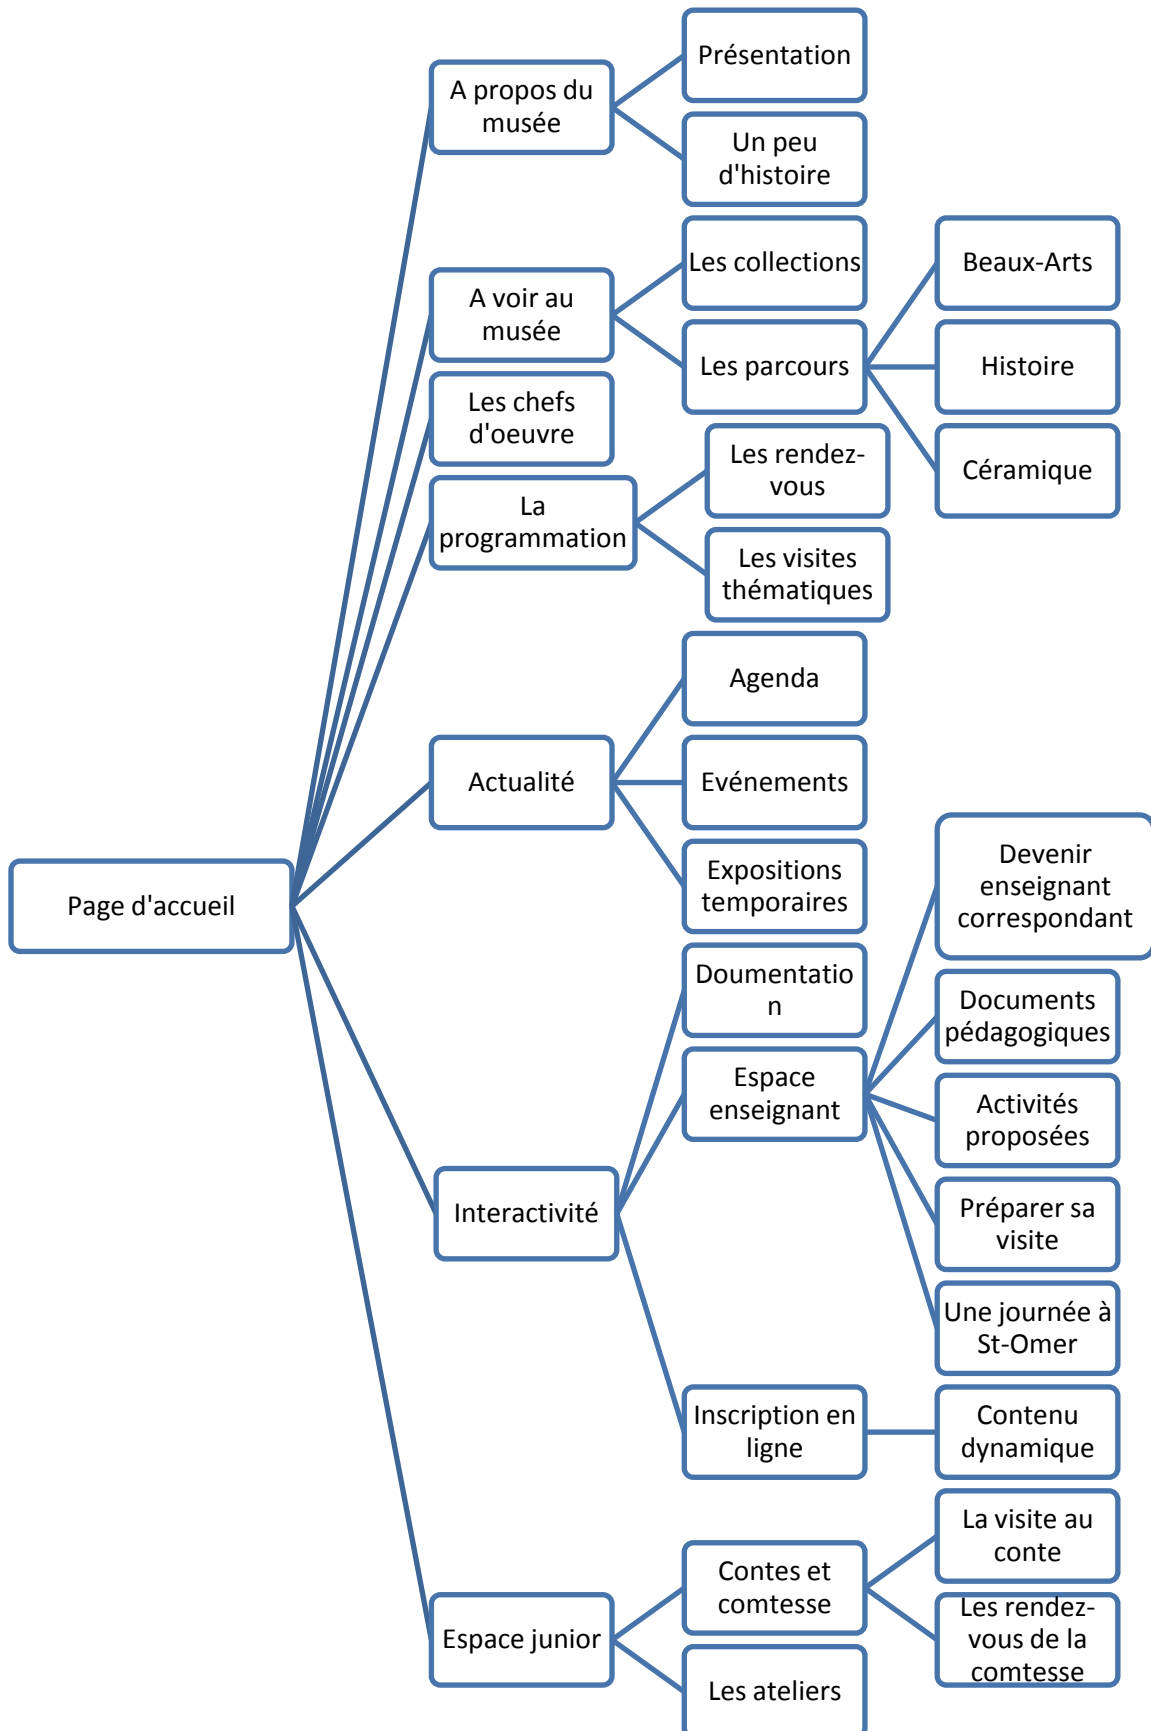 Présentation
A propos du
musée
Un peu
d'histoire
Les collections
Beaux-Arts
A voir au
musée
Les parcours
Histoire
Les chefs
d'oeuvre
Les rendez-
vous
Céramique
La
programmation
Les visites
thématiques
Agenda
Actualité
Evénements
Expositions
temporaires
Page d'accueil
Devenir
enseignant
correspondant
Doumentatio
n
Documents
pédagogiques
Espace
enseignant
Activités
proposées
Interactivité
Préparer sa
visite
Une journée à
St-Omer
Inscription en
ligne
Contenu
dynamique
La visite au
conte
Contes et
comtesse
Espace junior
Les rendez-
vous de la
comtesse
Les ateliers